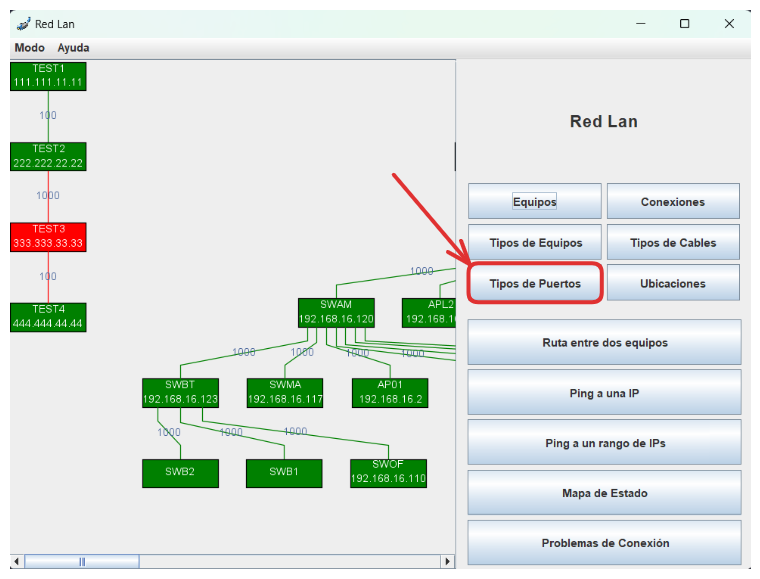 Red Lan
Modo Ayuda
TEST1
111.111.11.11
100
TEST2
222.222.22.22
1000
TEST3
333.333.33.33
100
TEST4
444.444.44.44
1000
SWAM
192.168.16.120
APL2
1000 1000 1000 1000
SWBT
192.168.16.123
SWMA
192.168.16.117
AP01
192.168.16.2
1000 1000 1000
SWB2
SWB1
SWOF
192.168.16.110
Red Lan
Equipos Conexiones
Tipos de Equipos Tipos de Cables
Tipos de Puertos Ubicaciones
Ruta entre dos equipos
Ping a una IP
Ping a un rango de IPs
Mapa de Estado
Problemas de Conexión